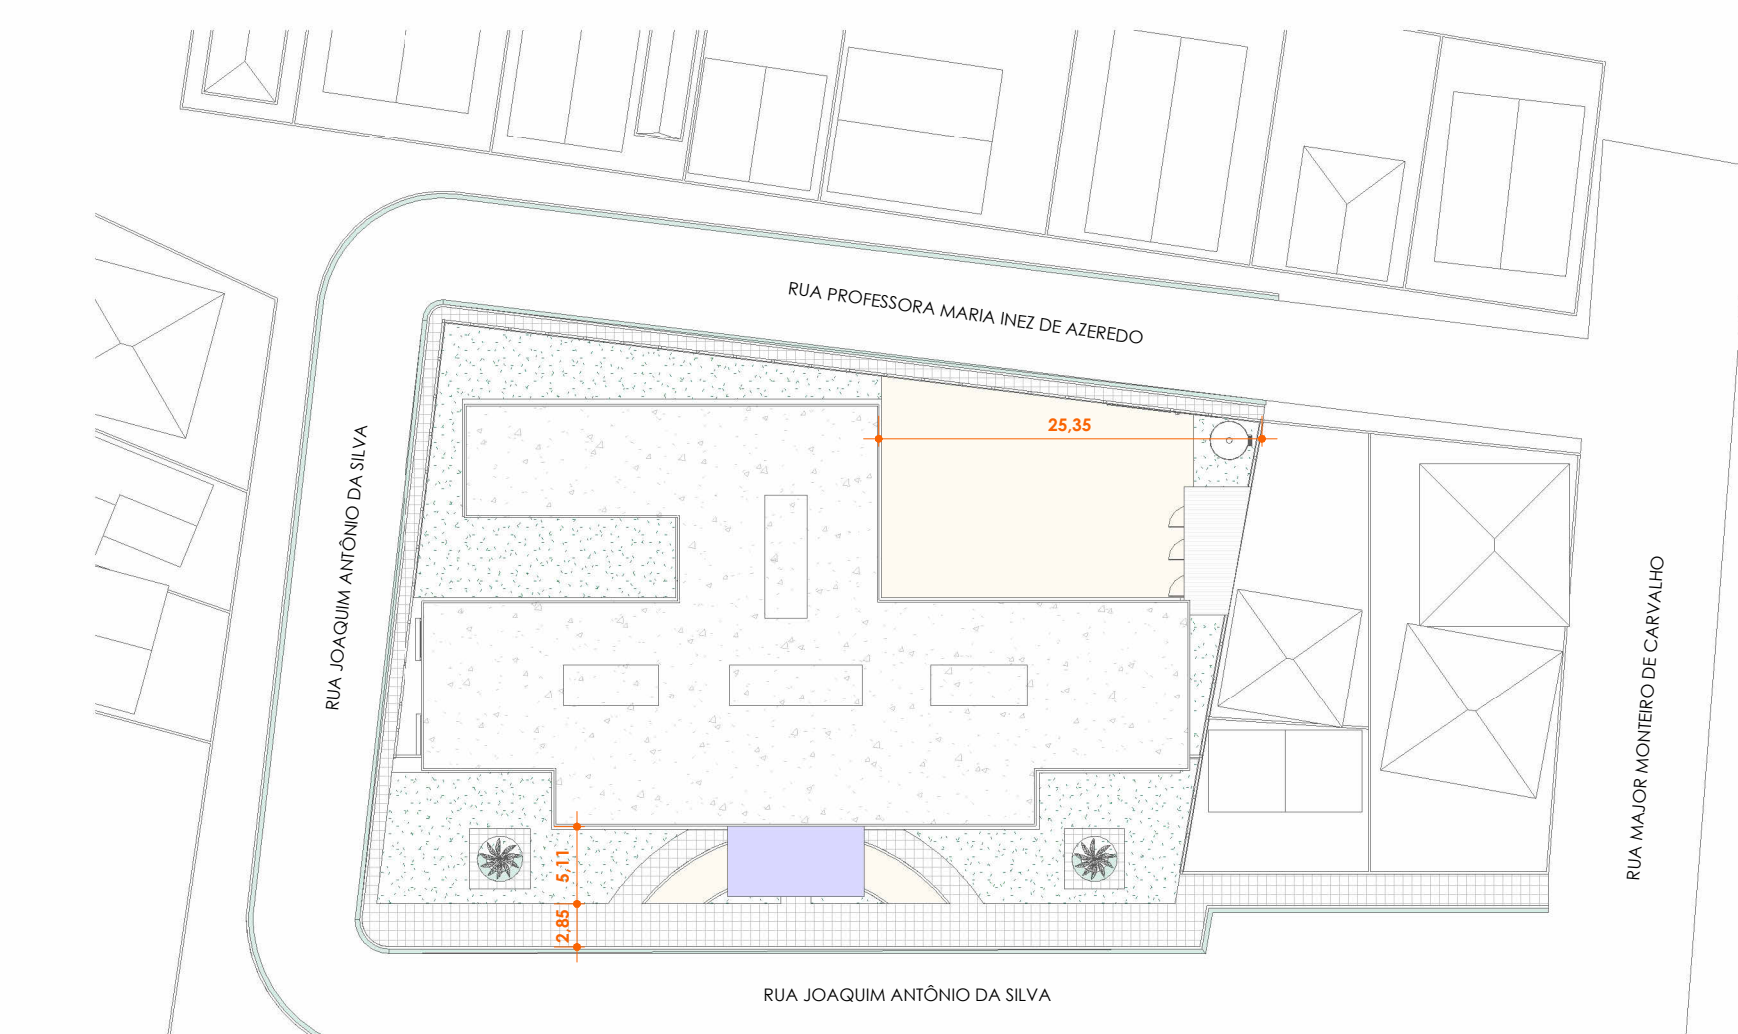 RUA PROFESSORA MARIA INEZ DE AZEREDO
25,35
RUA JOAQUIM ANTÔNIO DA SILVA
RUA MAJOR MONTEIRO DE CARVALHO
5,11
2,85
RUA JOAQUIM ANTÔNIO DA SILVA